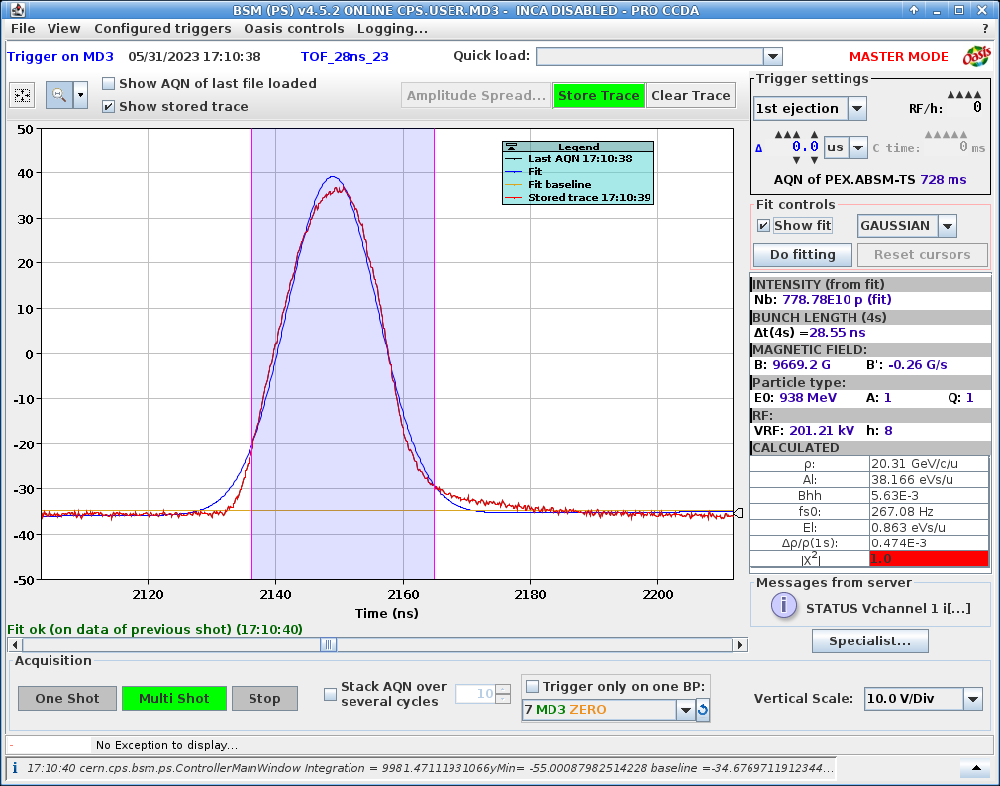 BSM (PS) v4.5.2 ONLINE CPS.USER.MD3 - INCA DISABLED - PRO CCDA
File View Configured triggers Oasis controls Logging... ?
Trigger on MD3 05/31/2023 17:10:38 TOF_28ns_23 Quick load: MASTER MODE Oasis
Show AQN of last file loaded
Show stored trace
Amplitude Spread... Store Trace Clear Trace
50
40
30
20
10
0
-10
-20
-30
-40
-50
2120 2140 2160 2180 2200
Time (ns)
Legend
Last AQN 17:10:38
Fit
Fit baseline
Stored trace 17:10:39
Trigger settings
1st ejection RF/h: 0
Δ 0.0 us C time: 0 ms
AQN of PEX.ABSM-TS 728 ms
Fit controls
Show fit GAUSSIAN
Do fitting Reset cursors
INTENSITY (from fit)
Nb: 778.78E10 p (fit)
BUNCH LENGTH (4s)
Δt(4s) =28.55 ns
MAGNETIC FIELD:
B: 9669.2 G B': -0.26 G/s
Particle type:
E0: 938 MeV A: 1 Q: 1
RF:
VRF: 201.21 kV h: 8
CALCULATED
ρ: 20.31 GeV/c/u
Al: 38.166 eVs/u
Bhh 5.63E-3
fs0: 267.08 Hz
El: 0.863 eVs/u
Δρ/ρ(1s): 0.474E-3
|X²| 1.0
Messages from server
i STATUS Vchannel 1 i[...]
Specialist...
Fit ok (on data of previous shot) (17:10:40)
Acquisition
One Shot Multi Shot Stop
Stack AQN over
several cycles
10
Trigger only on one BP:
7 MD3 ZERO
Vertical Scale: 10.0 V/Div
- No Exception to display...
i 17:10:40 cern.cps.bsm.ps.ControllerMainWindow Integration = 9981.47111931066yMin= -55.00087982514228 baseline =-34.6769711912344...